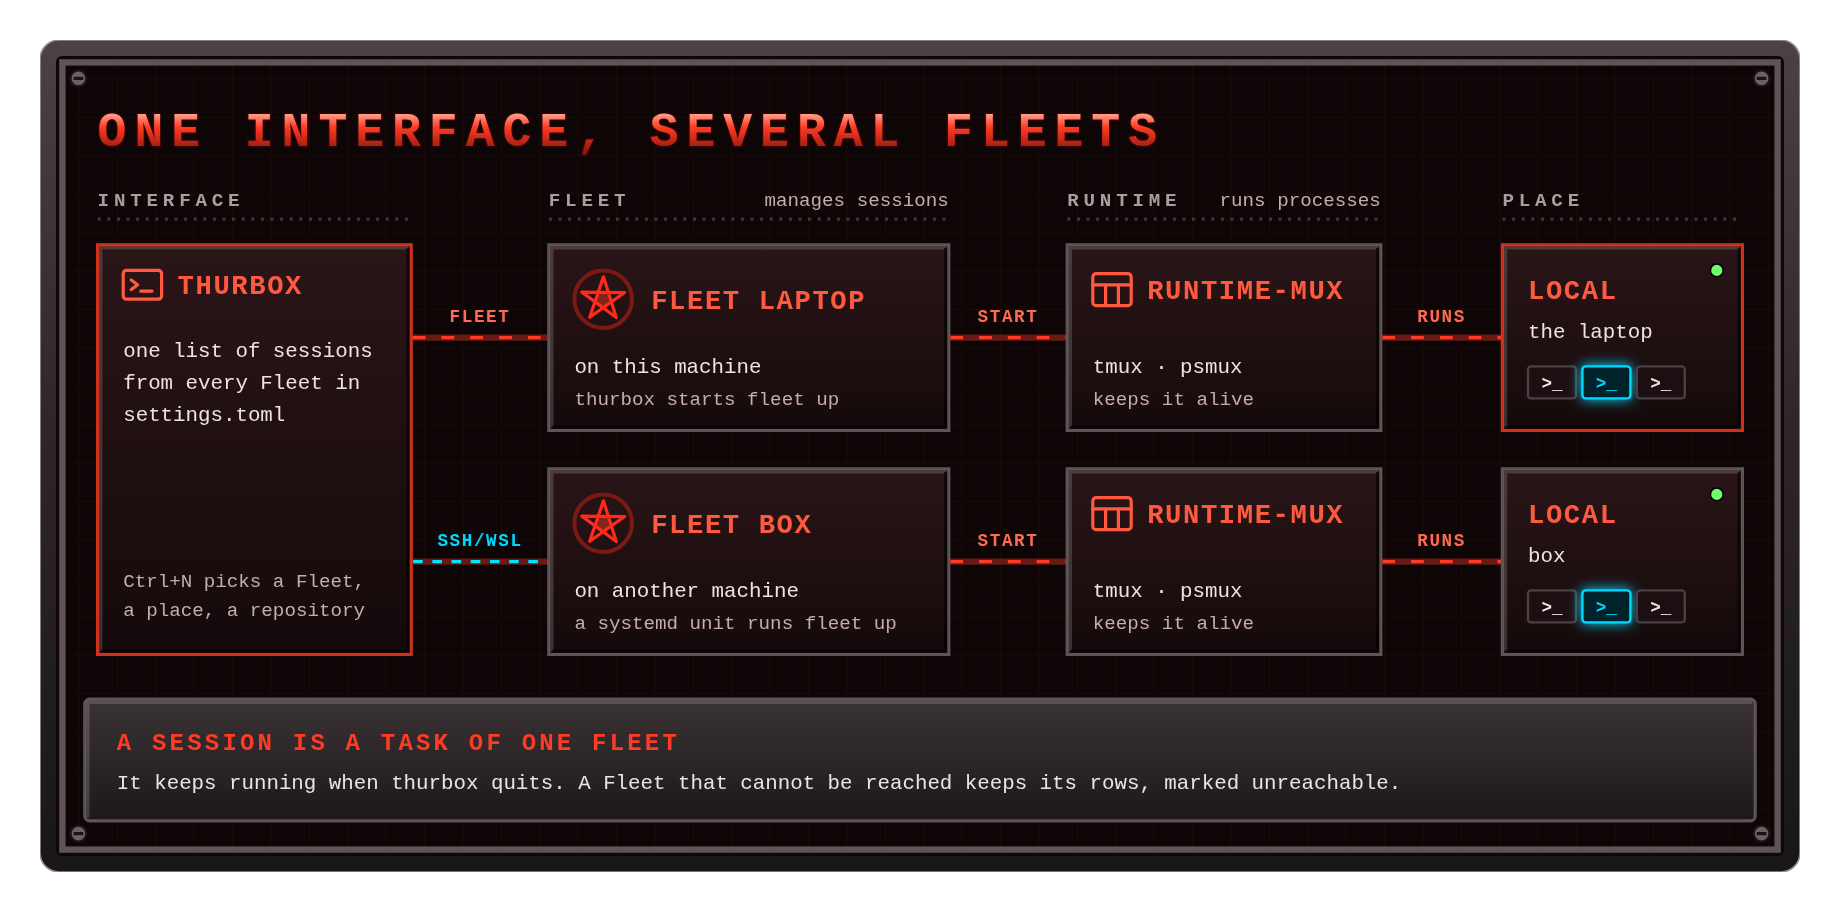 ONE INTERFACE, SEVERAL FLEETS
INTERFACE
FLEET manages sessions
RUNTIME runs processes
PLACE
>_ THURBOX
one list of sessions
from every Fleet in
settings.toml
Ctrl+N picks a Fleet,
a place, a repository
FLEET
FLEET LAPTOP
on this machine
thurbox starts fleet up
START
RUNTIME-MUX
tmux · psmux
keeps it alive
RUNS
LOCAL
the laptop
>_ >_ >_
SSH/WSL
FLEET BOX
on another machine
a systemd unit runs fleet up
START
RUNTIME-MUX
tmux · psmux
keeps it alive
RUNS
LOCAL
box
>_ >_ >_
A SESSION IS A TASK OF ONE FLEET
It keeps running when thurbox quits. A Fleet that cannot be reached keeps its rows, marked unreachable.